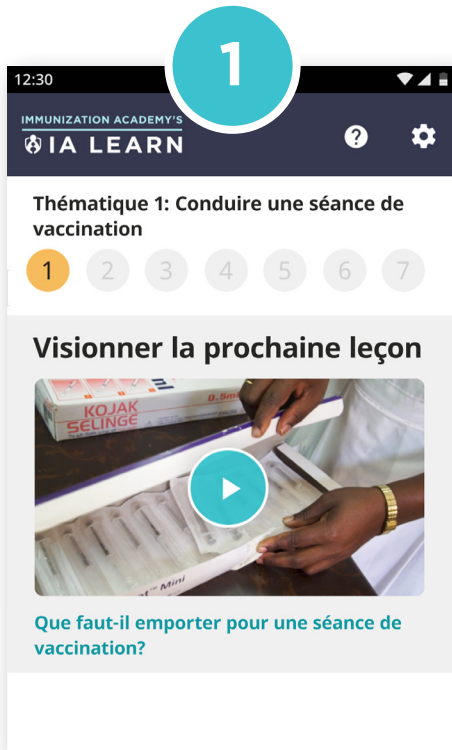 1
12:30
IMMUNIZATION ACADEMY'S
IA LEARN
?
Thématique 1: Conduire une séance de
vaccination
1 2 3 4 5 6 7
Visionner la prochaine leçon
KOJAK
SELINGE
0.5ml
Mini
Que faut-il emporter pour une séance de
vaccination?